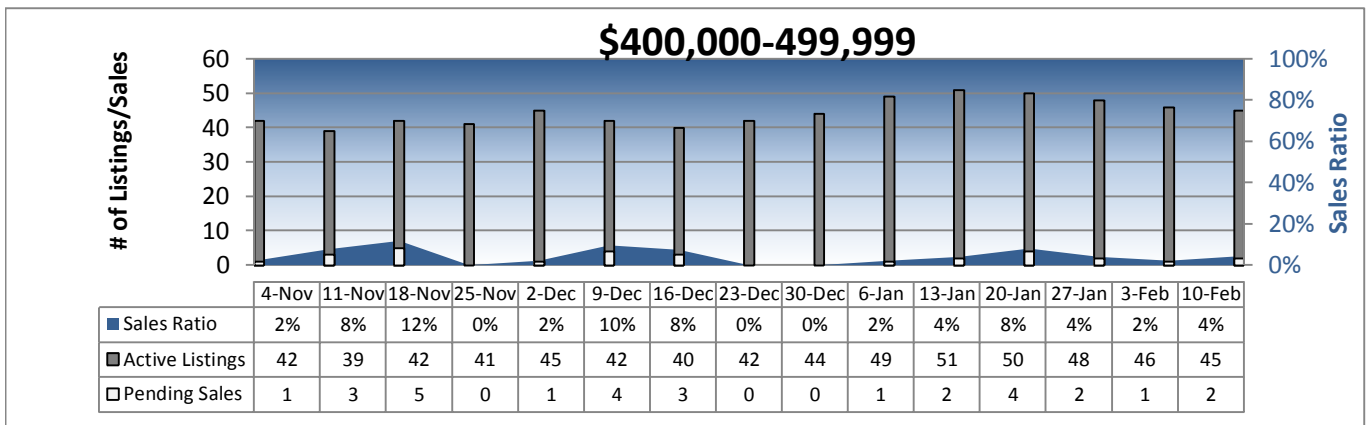 $400,000-499,999
# of Listings/Sales
60
50
40
30
20
10
0
100%
80%
60%
40%
20%
0%
Sales Ratio
4-Nov 11-Nov 18-Nov 25-Nov 2-Dec 9-Dec 16-Dec 23-Dec 30-Dec 6-Jan 13-Jan 20-Jan 27-Jan 3-Feb 10-Feb
Sales Ratio 2% 8% 12% 0% 2% 10% 8% 0% 0% 2% 4% 8% 4% 2% 4%
Active Listings 42 39 42 41 45 42 40 42 44 49 51 50 48 46 45
Pending Sales 1 3 5 0 1 4 3 0 0 1 2 4 2 1 2